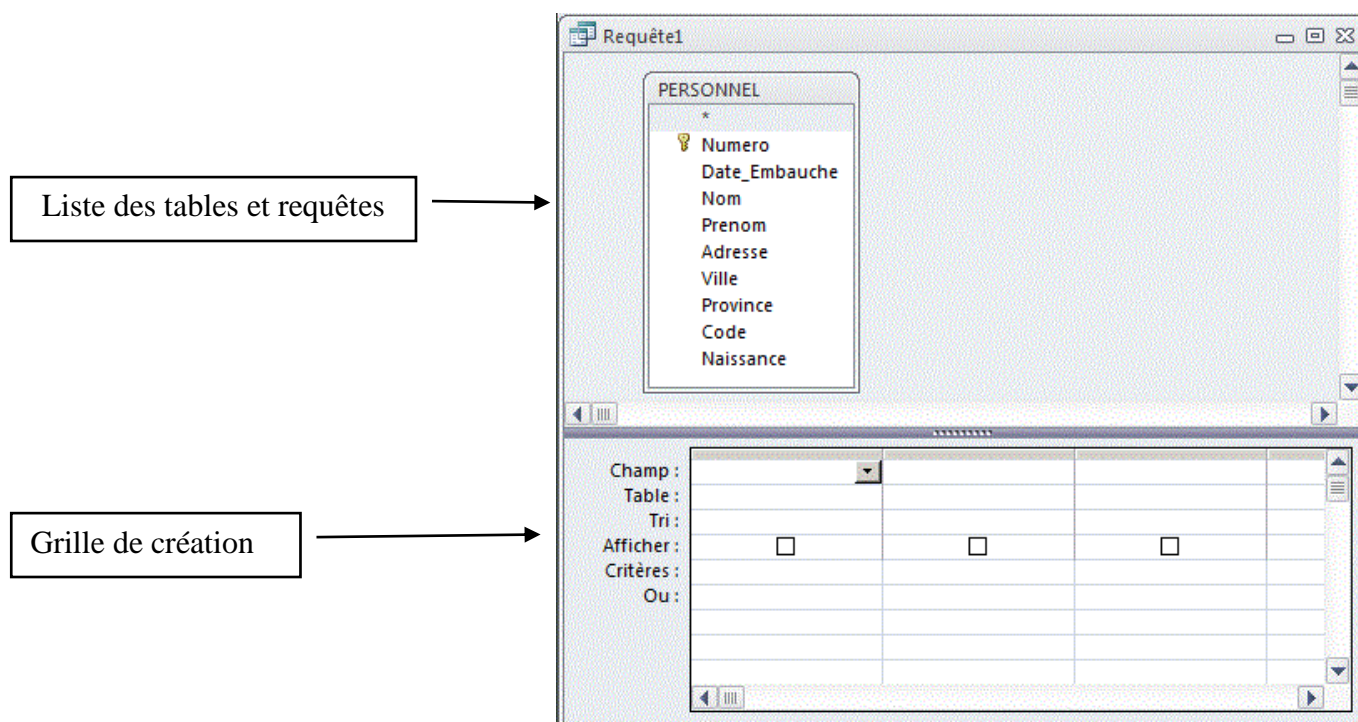 Requête1
PERSONNEL
*
Numero
Date_Embauche
Nom
Prenom
Adresse
Ville
Province
Code
Naissance
Liste des tables et requêtes
Grille de création
Champ :
Table :
Tri :
Afficher :
Critères :
Ou :